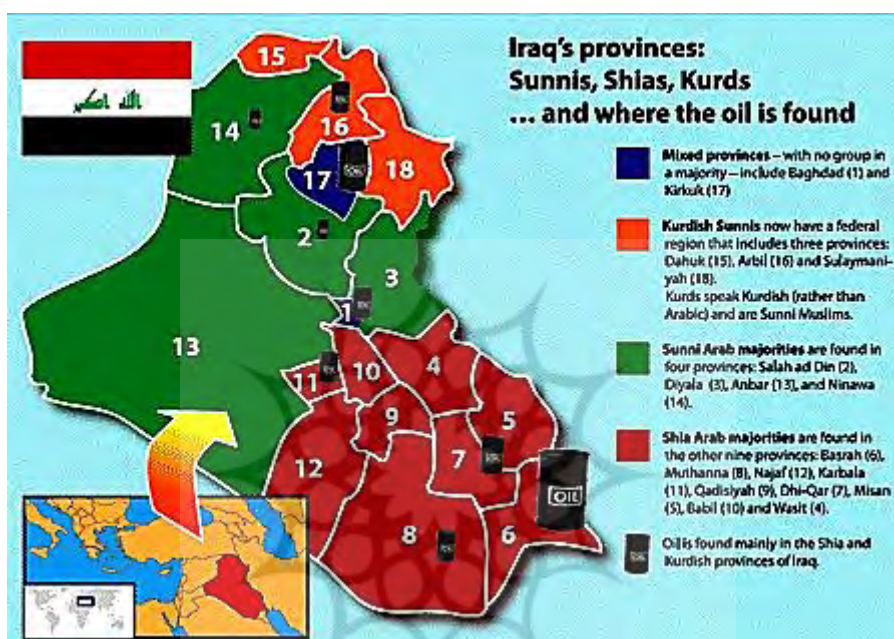 Iraq's provinces:
Sunnis, Shias, Kurds
... and where the oil is found
15
14
16
17
18
2
3
1
13
11
10
4
9
5
12
7
8
6
OIL
OIL
Mixed provinces – with no group in
a majority – include Baghdad (1) and
Kirkuk (17)
Kurdish Sunnis now have a federal
region that includes three provinces:
Dahuk (15), Arbil (16) and Sulaymani-
yah (18).
Kurds speak Kurdish (rather than
Arabic) and are Sunni Muslims.
Sunni Arab majorities are found in
four provinces: Salah ad Din (2),
Diyala (3), Anbar (13), and Ninawa
(14).
Shia Arab majorities are found in
the other nine provinces: Basrah (6),
Muthanna (8), Najaf (12), Karbala
(11), Qadisiyah (9), Dhi-Qar (7), Misan
(5), Babil (10) and Wasit (4).
Oil is found mainly in the Shia and
Kurdish provinces of Iraq.